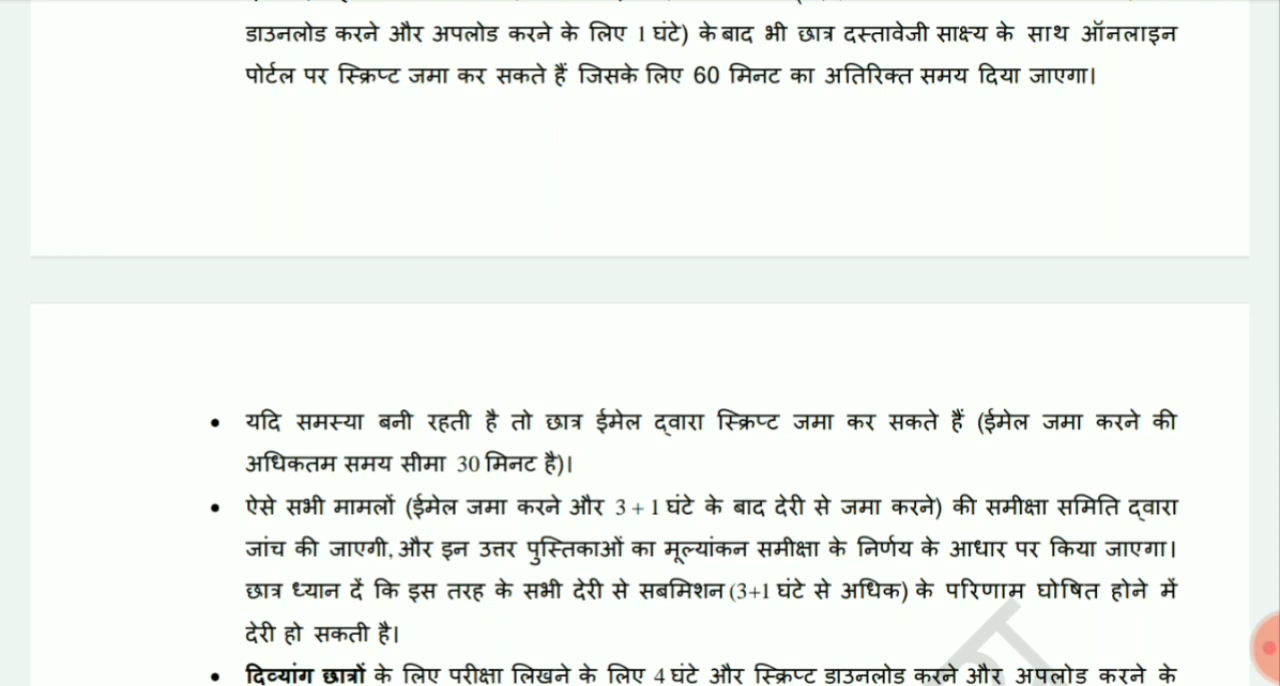 डाउनलोड करने और अपलोड करने के लिए 1 घंटे) के बाद भी छात्र दस्तावेजी साक्ष्य के साथ ऑनलाइन
पोर्टल पर स्क्रिप्ट जमा कर सकते हैं जिसके लिए 60 मिनट का अतिरिक्त समय दिया जाएगा।
• यदि समस्या बनी रहती है तो छात्र ईमेल द्वारा स्क्रिप्ट जमा कर सकते हैं (ईमेल जमा करने की
अधिकतम समय सीमा 30 मिनट है)।
• ऐसे सभी मामलों (ईमेल जमा करने और 3 + 1 घंटे के बाद देरी से जमा करने) की समीक्षा समिति द्वारा
जांच की जाएगी, और इन उत्तर पुस्तिकाओं का मूल्यांकन समीक्षा के निर्णय के आधार पर किया जाएगा।
छात्र ध्यान दें कि इस तरह के सभी देरी से सबमिशन (3+1 घंटे से अधिक) के परिणाम घोषित होने में
देरी हो सकती है।
• दिव्यांग छात्रों के लिए परीक्षा लिखने के लिए 4 घंटे और स्क्रिप्ट डाउनलोड करने और अपलोड करने के